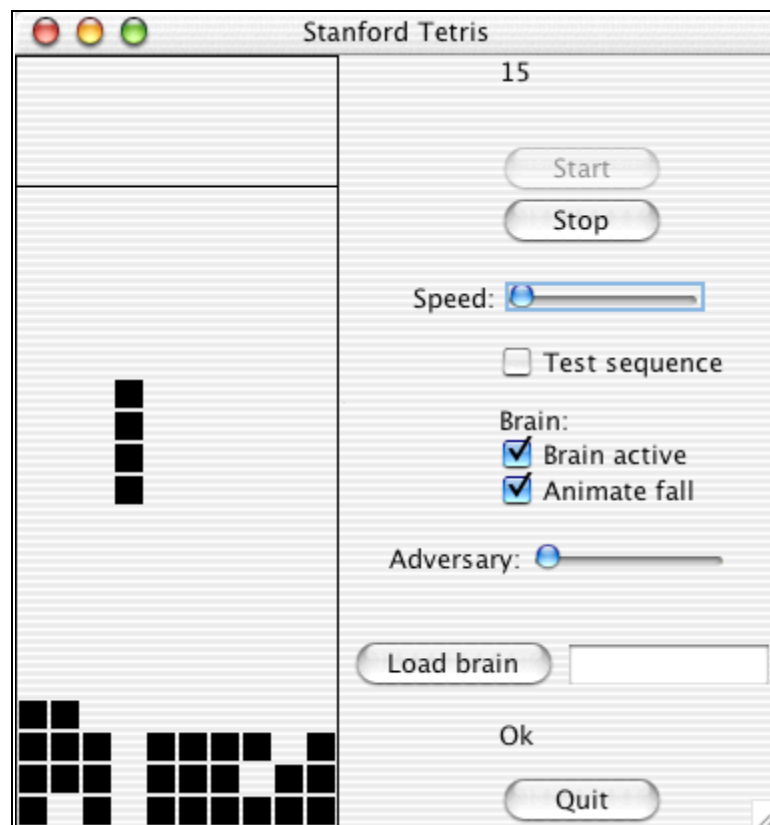 Stanford Tetris
15
Start
Stop
Speed:
Test sequence
Brain:
Brain active
Animate fall
Adversary:
Load brain
Ok
Quit